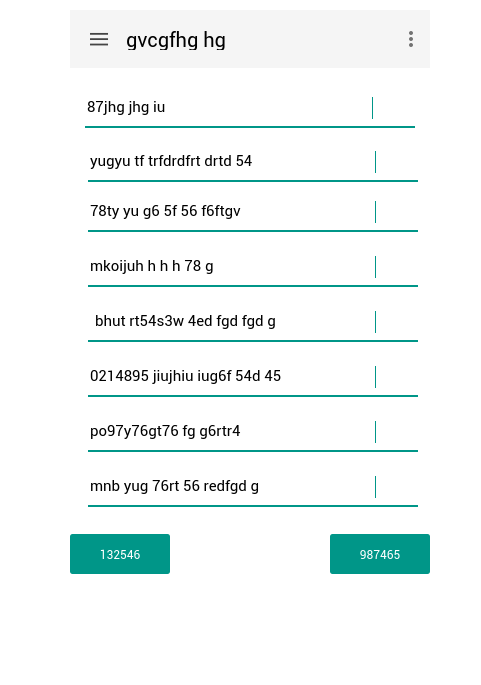 gvcgfhg hg
87jhg jhg iu
yugyu tf trfdrdfrt drtd 54
78ty yu g6 5f 56 f6ftgv
mkoijuh h h h 78 g
bhut rt54s3w 4ed fgd fgd g
0214895 jiujhiu iug6f 54d 45
po97y76gt76 fg g6rtr4
mnb yug 76rt 56 redfgd g
132546
987465